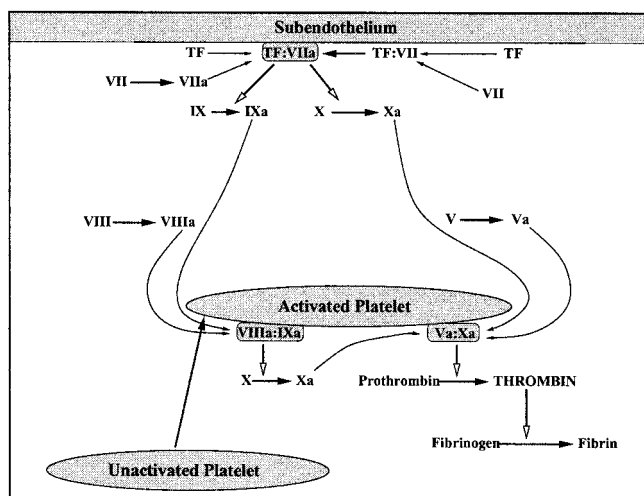 Subendothelium
TF TF:VIIa TF:VII TF
VII VIIa VII
IX IXa X Xa
VIII VIIIa V Va
Activated Platelet
VIIIa:IXa Va:Xa
X Xa Prothrombin THROMBIN
Fibrinogen Fibrin
Unactivated Platelet